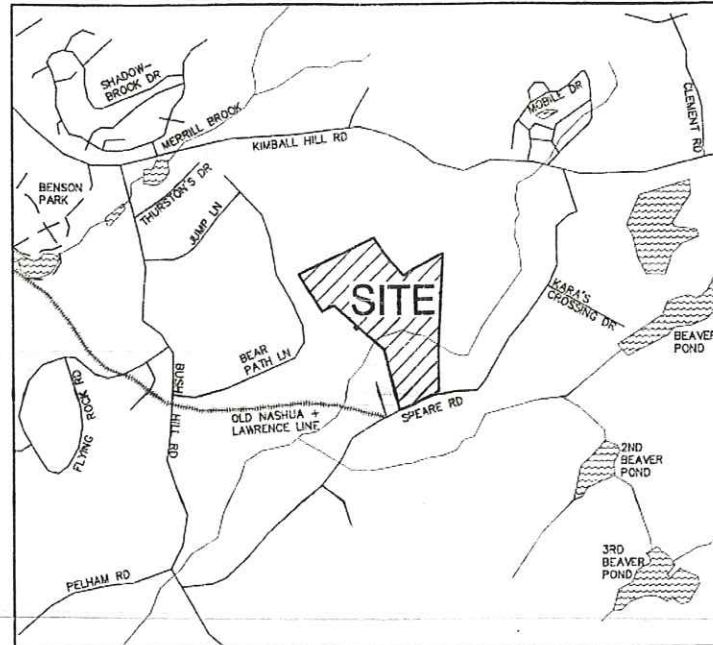 SHADOW-
BROOK DR
MERRILL BROOK
KIMBALL HILL RD
MOBILE DR
CLEMENT RD
BENSON
PARK
THURSTON'S DR
JUMP LN
SITE
KARA'S
CROSSING DR
BEAVER
POND
BEAR
PATH LN
FLYING ROCK RD
BUSH HILL RD
OLD NASHUA +
LAWRENCE LINE
SPEARE RD
2ND
BEAVER
POND
3RD
BEAVER
POND
PELHAM RD